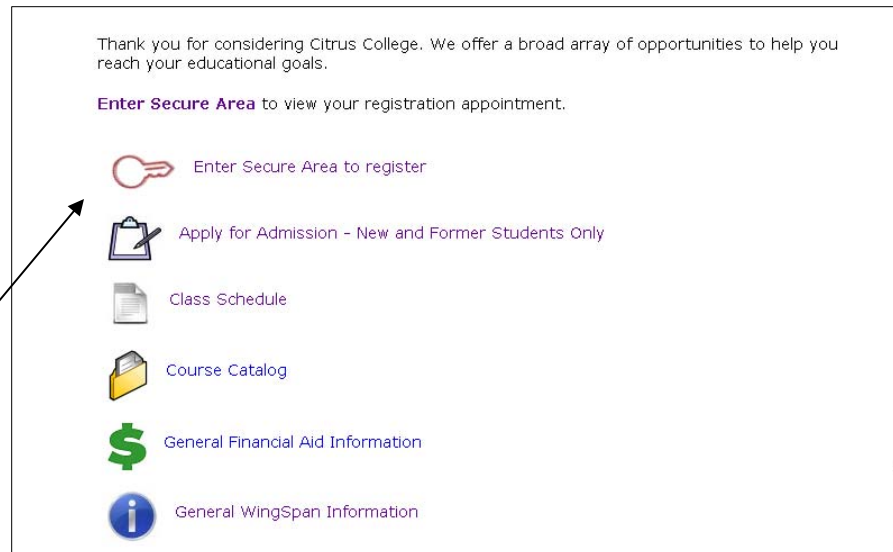 Thank you for considering Citrus College. We offer a broad array of opportunities to help you
reach your educational goals.
Enter Secure Area to view your registration appointment.
Enter Secure Area to register
Apply for Admission - New and Former Students Only
Class Schedule
Course Catalog
General Financial Aid Information
General WingSpan Information